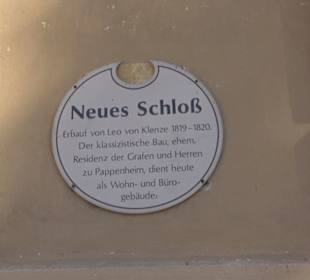 Neues Schloß
Erbaut von Leo von Klenze 1819-1820.
Der klassizistische Bau, ehem.
Residenz der Grafen und Herren
zu Pappenheim, dient heute
als Wohn- und Büro-
gebäude.